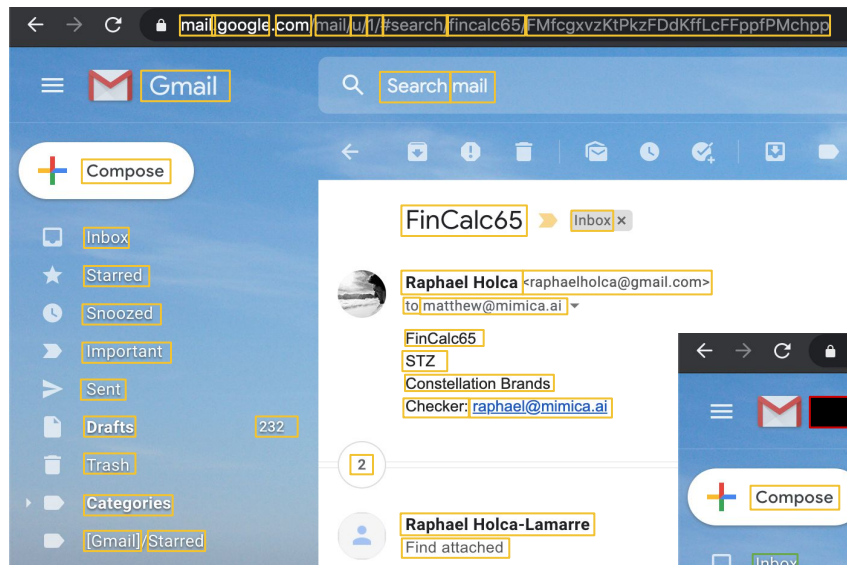 mail.google.com/mail/u/1/#search/fincalc65/FMfcgxvzKtPkzFDdKffLcFFppfPMchpp
Gmail
Search mail
Compose
Inbox
Starred
Snoozed
Important
Sent
Drafts 232
Trash
Categories
[Gmail]/Starred
FinCalc65 Inbox ×
Raphael Holca <raphaelholca@gmail.com>
to matthew@mimica.ai
FinCalc65
STZ
Constellation Brands
Checker: raphael@mimica.ai
2
Raphael Holca-Lamarre
Find attached
Compose
Inbox